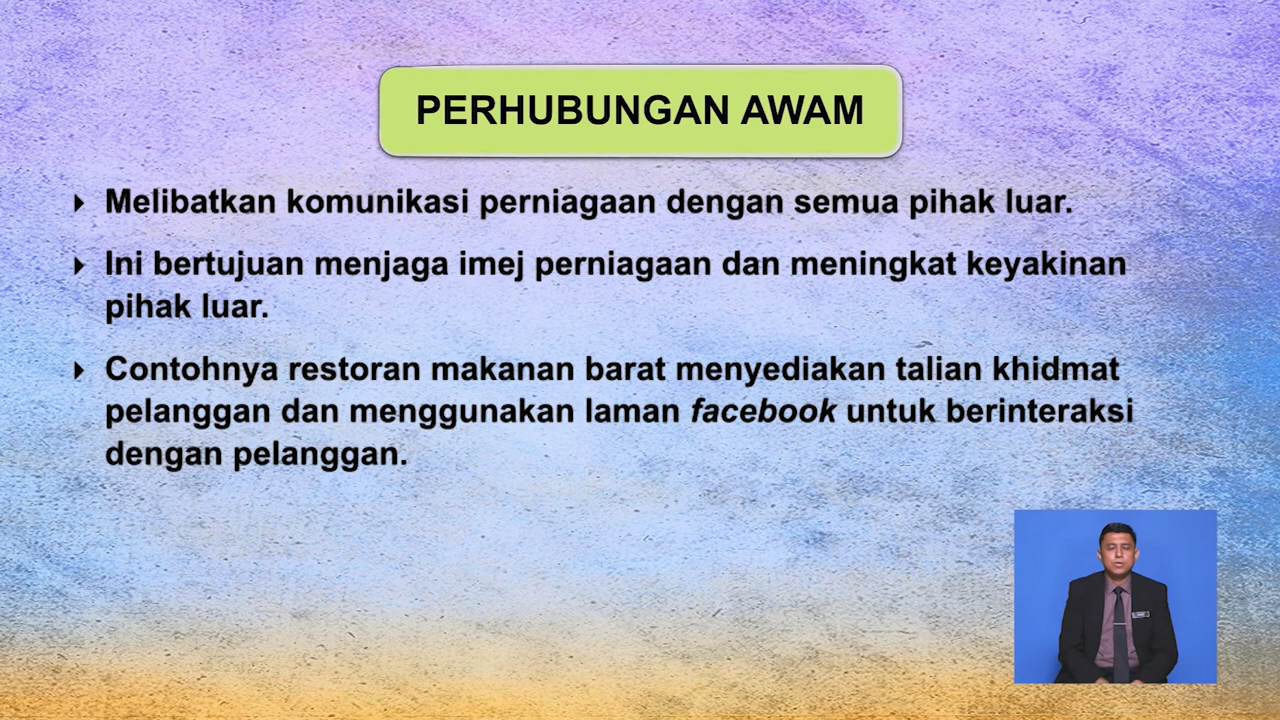 PERHUBUNGAN AWAM
Melibatkan komunikasi perniagaan dengan semua pihak luar.
Ini bertujuan menjaga imej perniagaan dan meningkat keyakinan
pihak luar.
Contohnya restoran makanan barat menyediakan talian khidmat
pelanggan dan menggunakan laman facebook untuk berinteraksi
dengan pelanggan.